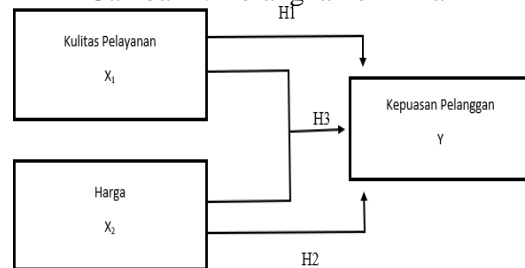 H1
Kulitas Pelayanan
X₁
Kepuasan Pelanggan
Y
H3
Harga
X₂
H2